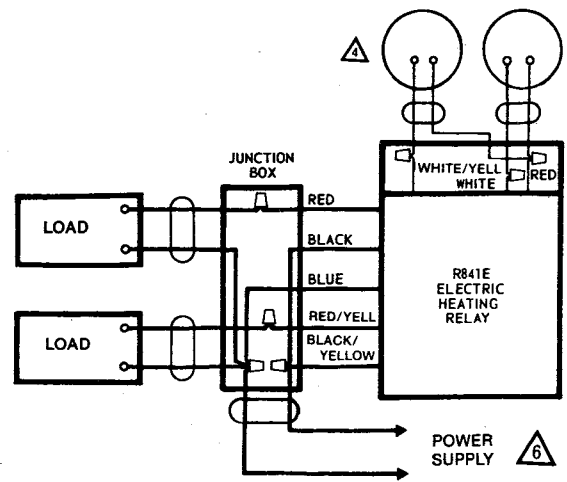 4
JUNCTION
BOX
WHITE/YELL
WHITE
RED
RED
LOAD
BLACK
BLUE
R841E
ELECTRIC
HEATING
RELAY
RED/YELL
LOAD
BLACK/
YELLOW
POWER
SUPPLY
6